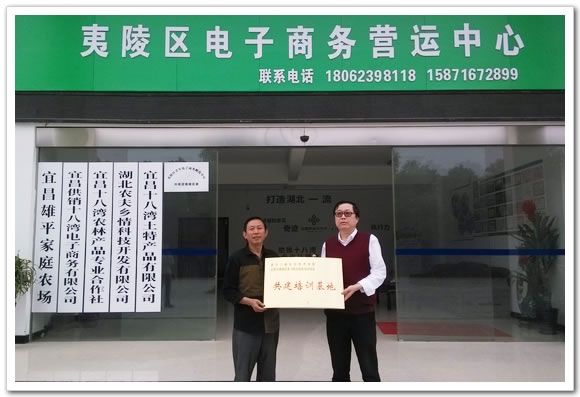 夷陵区电子商务营运中心
联系电话 18062398118 15871672899
宜昌十八湾土特产品有限公司
湖北农夫乡情科技开发有限公司
宜昌十八湾农林产品专业合作社
宜昌供销十八湾电子商务有限公司
宜昌雄平家庭农场
打造湖北一流
共建培训基地